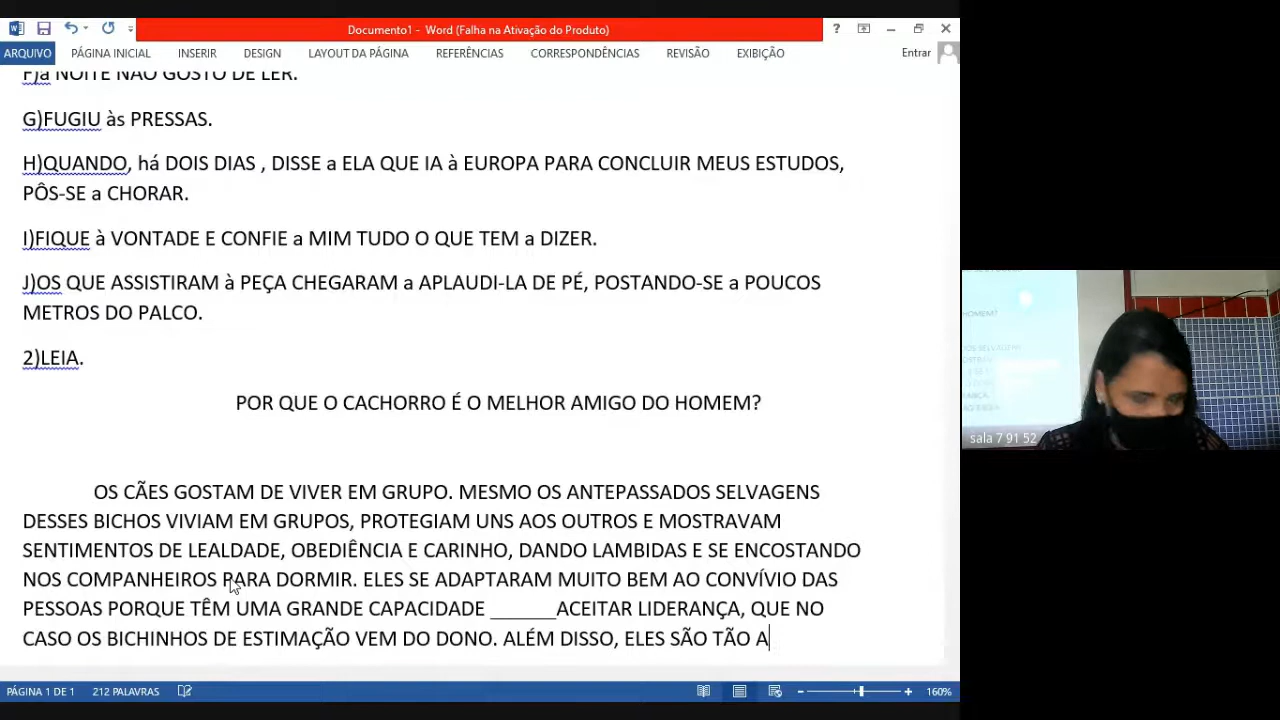 Documento1 - Word (Falha na Ativação do Produto)
?
ARQUIVO PÁGINA INICIAL INSERIR DESIGN LAYOUT DA PÁGINA REFERÊNCIAS CORRESPONDÊNCIAS REVISÃO EXIBIÇÃO Entrar
F)a NOITE NÃO GOSTO DE LER.
G)FUGIU às PRESSAS.
H)QUANDO, há DOIS DIAS , DISSE a ELA QUE IA à EUROPA PARA CONCLUIR MEUS ESTUDOS,
PÔS-SE a CHORAR.
I)FIQUE à VONTADE E CONFIE a MIM TUDO O QUE TEM a DIZER.
J)OS QUE ASSISTIRAM à PEÇA CHEGARAM a APLAUDI-LA DE PÉ, POSTANDO-SE a POUCOS
METROS DO PALCO.
2)LEIA.
POR QUE O CACHORRO É O MELHOR AMIGO DO HOMEM?
OS CÃES GOSTAM DE VIVER EM GRUPO. MESMO OS ANTEPASSADOS SELVAGENS
DESSES BICHOS VIVIAM EM GRUPOS, PROTEGIAM UNS AOS OUTROS E MOSTRAVAM
SENTIMENTOS DE LEALDADE, OBEDIÊNCIA E CARINHO, DANDO LAMBIDAS E SE ENCOSTANDO
NOS COMPANHEIROS PARA DORMIR. ELES SE ADAPTARAM MUITO BEM AO CONVÍVIO DAS
PESSOAS PORQUE TÊM UMA GRANDE CAPACIDADE ______ACEITAR LIDERANÇA, QUE NO
CASO OS BICHINHOS DE ESTIMAÇÃO VEM DO DONO. ALÉM DISSO, ELES SÃO TÃO A
PÁGINA 1 DE 1 212 PALAVRAS 160%
HOMEM?
sala 7 91 52